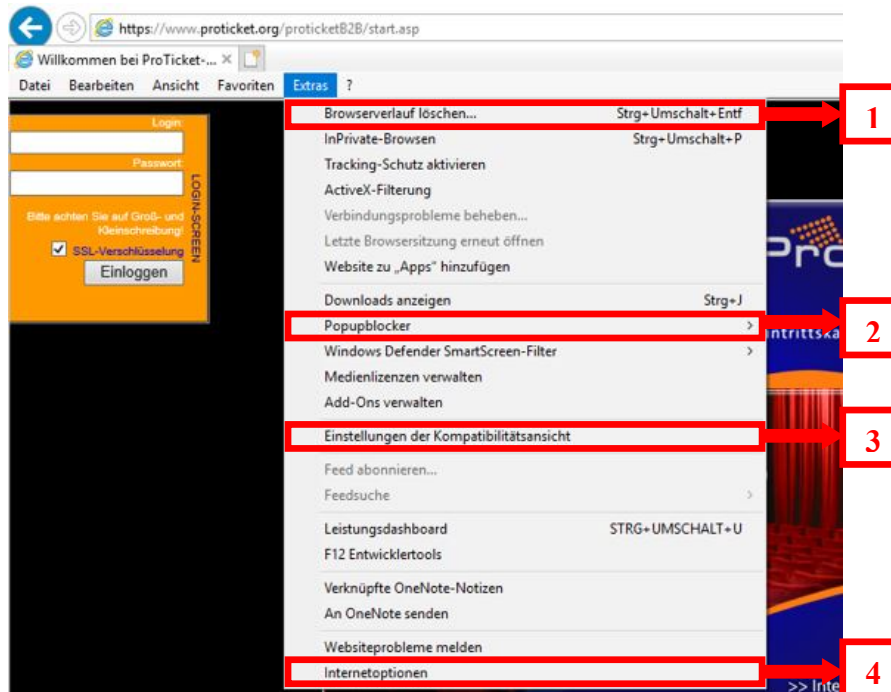 https://www.proticket.org/proticketB2B/start.asp
Willkommen bei ProTicket-...
Datei Bearbeiten Ansicht Favoriten Extras ?
Login:
Passwort:
Bitte achten Sie auf Groß- und
Kleinschreibung!
SSL-Verschlüsselung
Einloggen
LOGIN-SCREEN
Browserverlauf löschen... Strg+Umschalt+Entf
1
InPrivate-Browsen Strg+Umschalt+P
Tracking-Schutz aktivieren
ActiveX-Filterung
Verbindungsprobleme beheben...
Letzte Browsersitzung erneut öffnen
Website zu „Apps" hinzufügen
Downloads anzeigen Strg+J
Popupblocker
2
Windows Defender SmartScreen-Filter
Medienlizenzen verwalten
Add-Ons verwalten
Einstellungen der Kompatibilitätsansicht
3
Feed abonnieren...
Feedsuche
Leistungsdashboard STRG+UMSCHALT+U
F12 Entwicklertools
Verknüpfte OneNote-Notizen
An OneNote senden
Websiteprobleme melden
Internetoptionen
4
Pro
intrittska
>> Inte